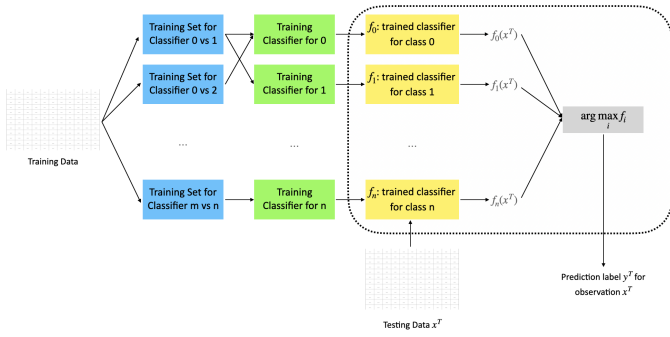 Training Set for
Classifier 0 vs 1
Training
Classifier for 0
f₀: trained classifier
for class 0
f₀(xᵀ)
Training Set for
Classifier 0 vs 2
Training
Classifier for 1
f₁: trained classifier
for class 1
f₁(xᵀ)
arg max fᵢ
i
Training Data
...
...
...
Training Set for
Classifier m vs n
Training
Classifier for n
fₙ: trained classifier
for class n
fₙ(xᵀ)
Prediction label yᵀ for
observation xᵀ
Testing Data xᵀ